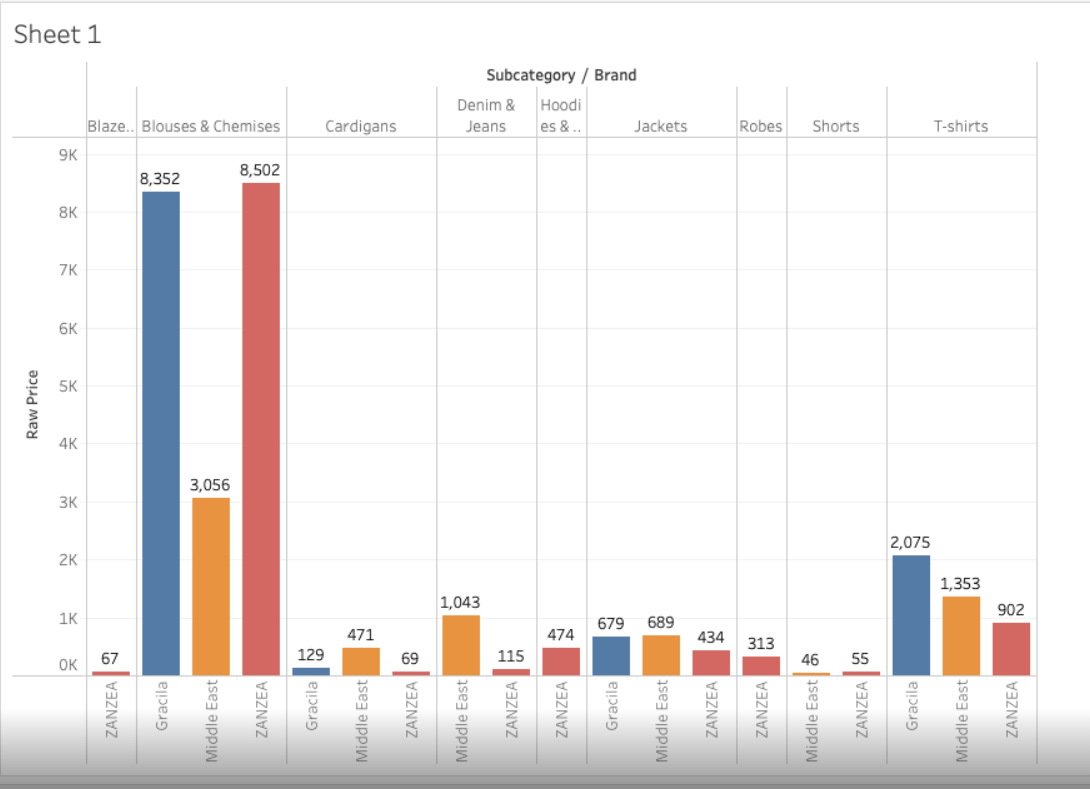 Sheet 1
Subcategory / Brand
Blaze..
Blouses & Chemises
Cardigans
Denim &
Jeans
Hoodi
es & ..
Jackets
Robes
Shorts
T-shirts
Raw Price
9K
8K
7K
6K
5K
4K
3K
2K
1K
0K
67
8,352
3,056
8,502
129
471
69
1,043
115
474
679
689
434
313
46
55
2,075
1,353
902
ZANZEA
Gracila
Middle East
ZANZEA
Gracila
Middle East
ZANZEA
Middle East
ZANZEA
ZANZEA
Gracila
Middle East
ZANZEA
ZANZEA
Middle East
ZANZEA
Gracila
Middle East
ZANZEA